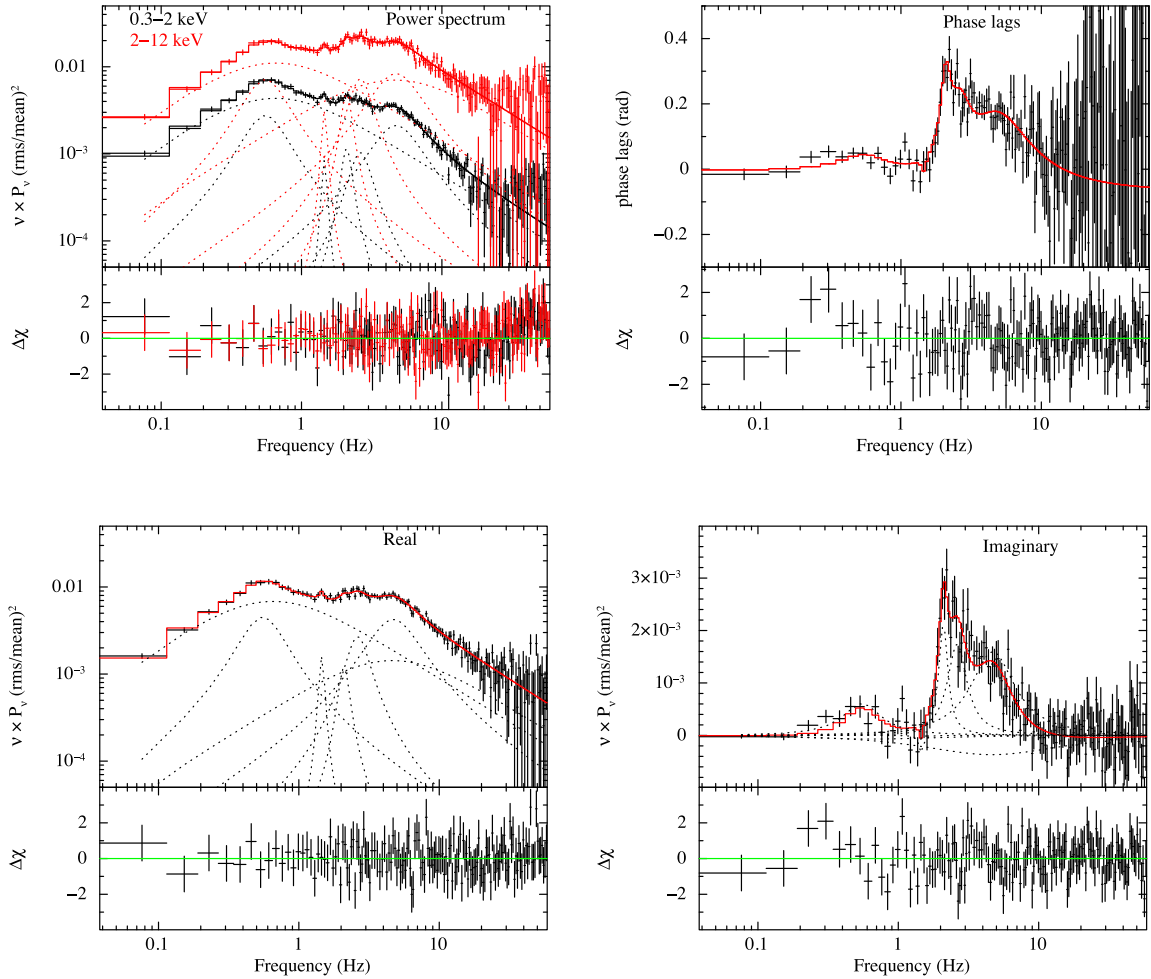 0.3−2 keV
Power spectrum
2−12 keV
ν × Pν (rms/mean)²
0.01
10⁻³
10⁻⁴
Δχ
2
0
−2
0.1
1
10
Frequency (Hz)
Phase lags
phase lags (rad)
0.4
0.2
0
−0.2
Δχ
2
0
−2
0.1
1
10
Frequency (Hz)
Real
ν × Pν (rms/mean)²
0.01
10⁻³
10⁻⁴
Δχ
2
0
−2
0.1
1
10
Frequency (Hz)
Imaginary
ν × Pν (rms/mean)²
3×10⁻³
2×10⁻³
10⁻³
0
Δχ
2
0
−2
0.1
1
10
Frequency (Hz)